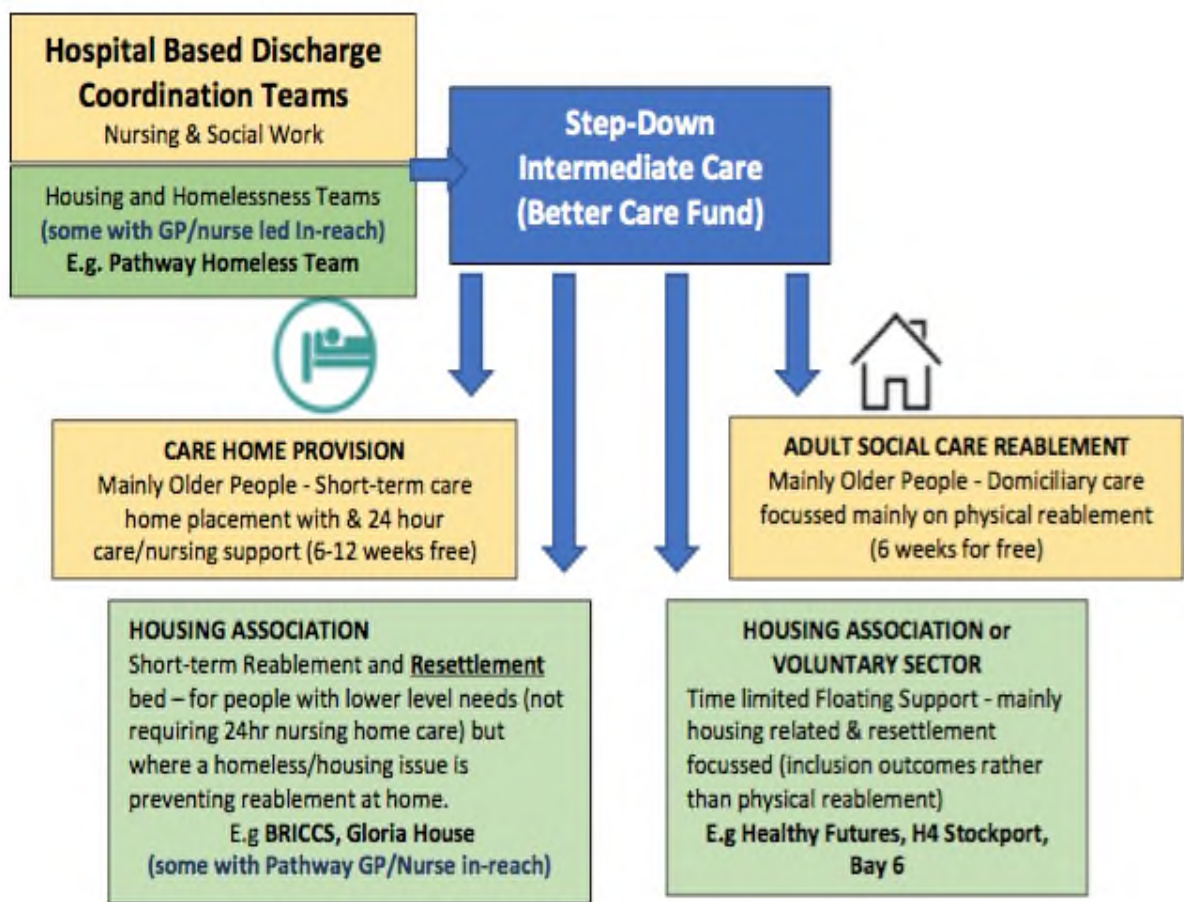 Hospital Based Discharge
Coordination Teams
Nursing & Social Work
Housing and Homelessness Teams
(some with GP/nurse led In-reach)
E.g. Pathway Homeless Team
Step-Down
Intermediate Care
(Better Care Fund)
CARE HOME PROVISION
Mainly Older People - Short-term care
home placement with & 24 hour
care/nursing support (6-12 weeks free)
ADULT SOCIAL CARE REABLEMENT
Mainly Older People - Domiciliary care
focussed mainly on physical reablement
(6 weeks for free)
HOUSING ASSOCIATION
Short-term Reablement and Resettlement
bed – for people with lower level needs (not
requiring 24hr nursing home care) but
where a homeless/housing issue is
preventing reablement at home.
E.g BRICCS, Gloria House
(some with Pathway GP/Nurse in-reach)
HOUSING ASSOCIATION or
VOLUNTARY SECTOR
Time limited Floating Support - mainly
housing related & resettlement
focussed (inclusion outcomes rather
than physical reablement)
E.g Healthy Futures, H4 Stockport,
Bay 6